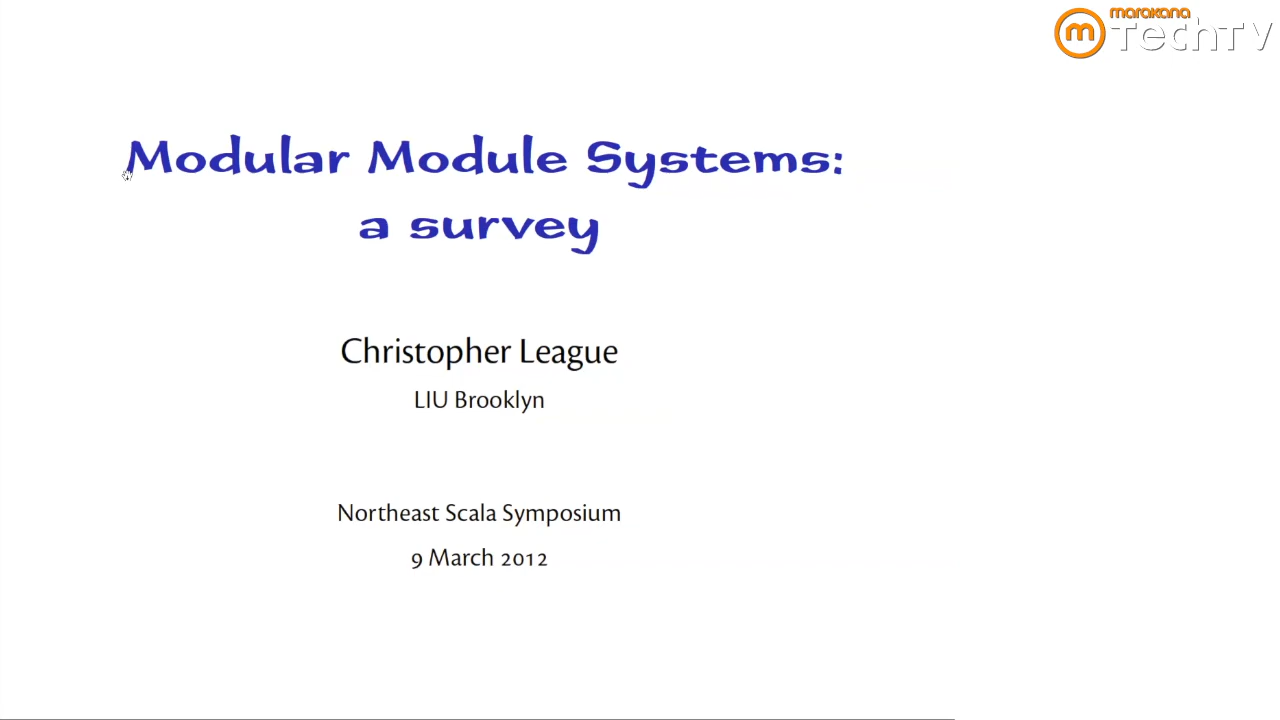 marakana
TechTV
Modular Module Systems:
a survey
Christopher League
LIU Brooklyn
Northeast Scala Symposium
9 March 2012